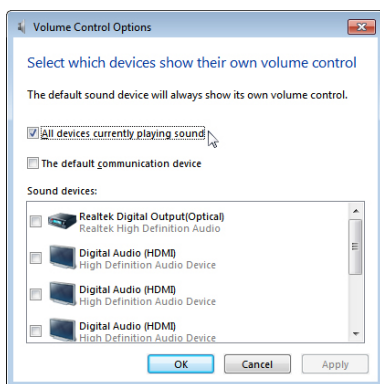 Volume Control Options
Select which devices show their own volume control
The default sound device will always show its own volume control.
All devices currently playing sound
The default communication device
Sound devices:
Realtek Digital Output(Optical)
Realtek High Definition Audio
Digital Audio (HDMI)
High Definition Audio Device
Digital Audio (HDMI)
High Definition Audio Device
Digital Audio (HDMI)
High Definition Audio Device
OK Cancel Apply